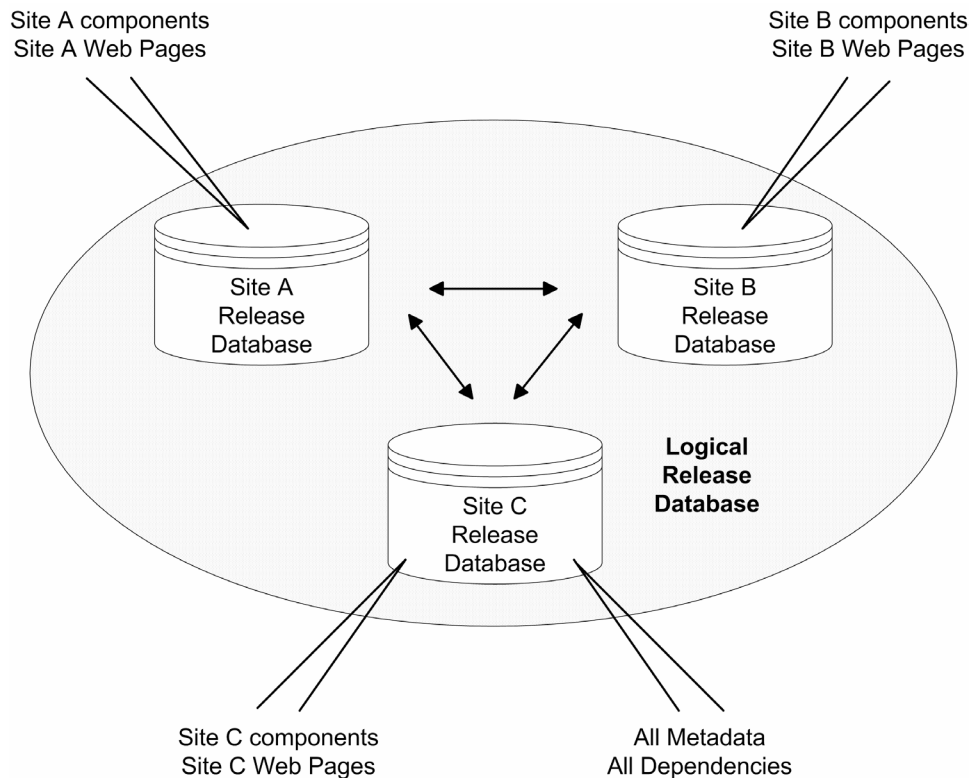 Site A components
Site A Web Pages
Site B components
Site B Web Pages
Site A
Release
Database
Site B
Release
Database
Logical
Release
Database
Site C
Release
Database
Site C components
Site C Web Pages
All Metadata
All Dependencies